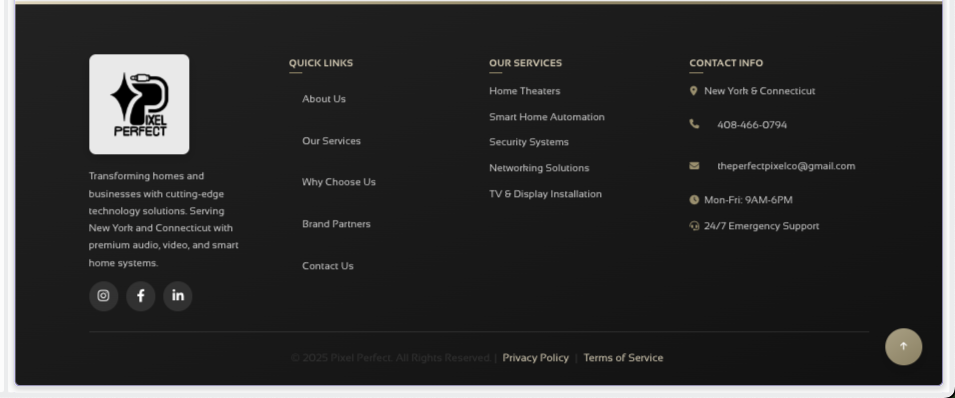 PIXEL
PERFECT
Transforming homes and
businesses with cutting-edge
technology solutions. Serving
New York and Connecticut with
premium audio, video, and smart
home systems.
QUICK LINKS
About Us
Our Services
Why Choose Us
Brand Partners
Contact Us
OUR SERVICES
Home Theaters
Smart Home Automation
Security Systems
Networking Solutions
TV & Display Installation
CONTACT INFO
New York & Connecticut
408-466-0794
theperfectpixelco@gmail.com
Mon-Fri: 9AM-6PM
24/7 Emergency Support
© 2025 Pixel Perfect. All Rights Reserved. | Privacy Policy | Terms of Service